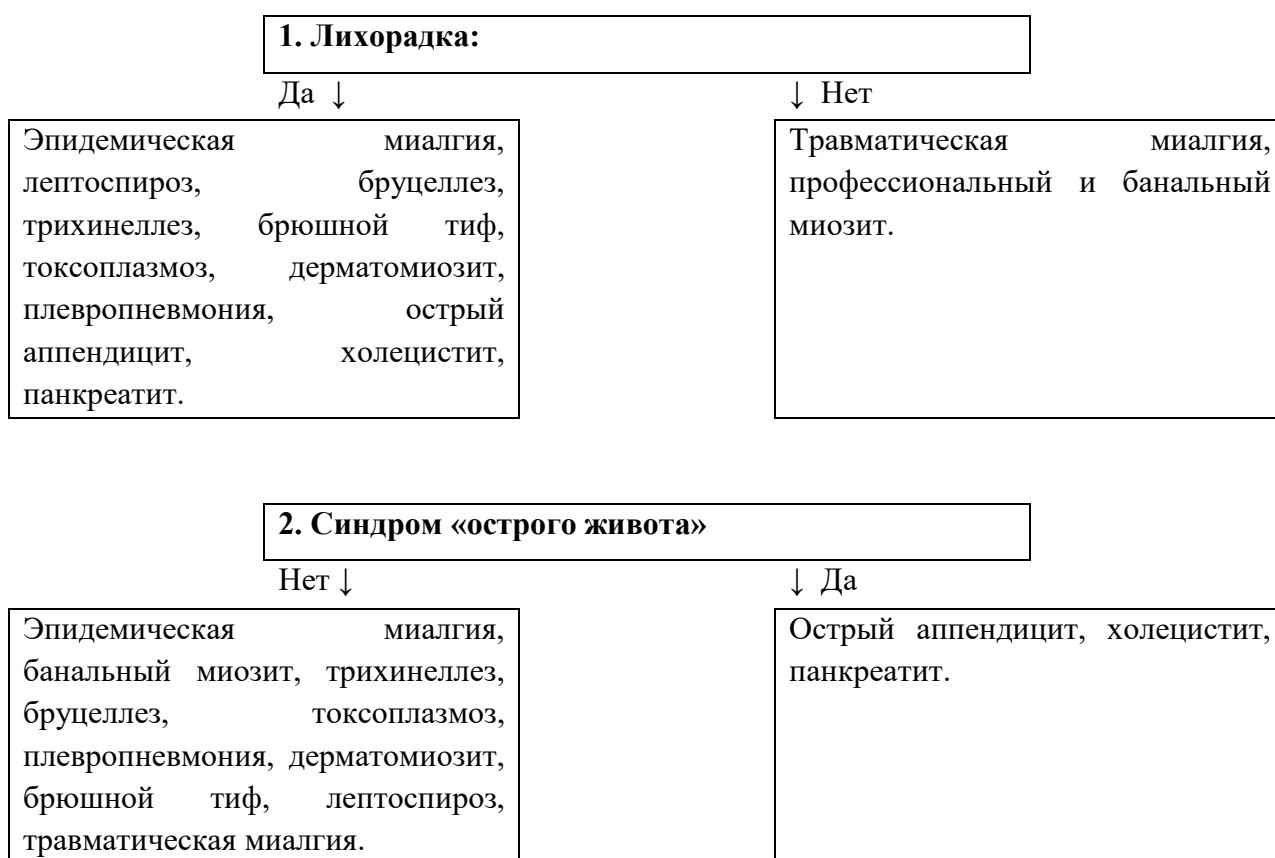 1. Лихорадка:
Да ↓
↓ Нет
Эпидемическая миалгия,
лептоспироз, бруцеллез,
трихинеллез, брюшной тиф,
токсоплазмоз, дерматомиозит,
плевропневмония, острый
аппендицит, холецистит,
панкреатит.
Травматическая миалгия,
профессиональный и банальный
миозит.
2. Синдром «острого живота»
Нет ↓
↓ Да
Эпидемическая миалгия,
банальный миозит, трихинеллез,
бруцеллез, токсоплазмоз,
плевропневмония, дерматомиозит,
брюшной тиф, лептоспироз,
травматическая миалгия.
Острый аппендицит, холецистит,
панкреатит.